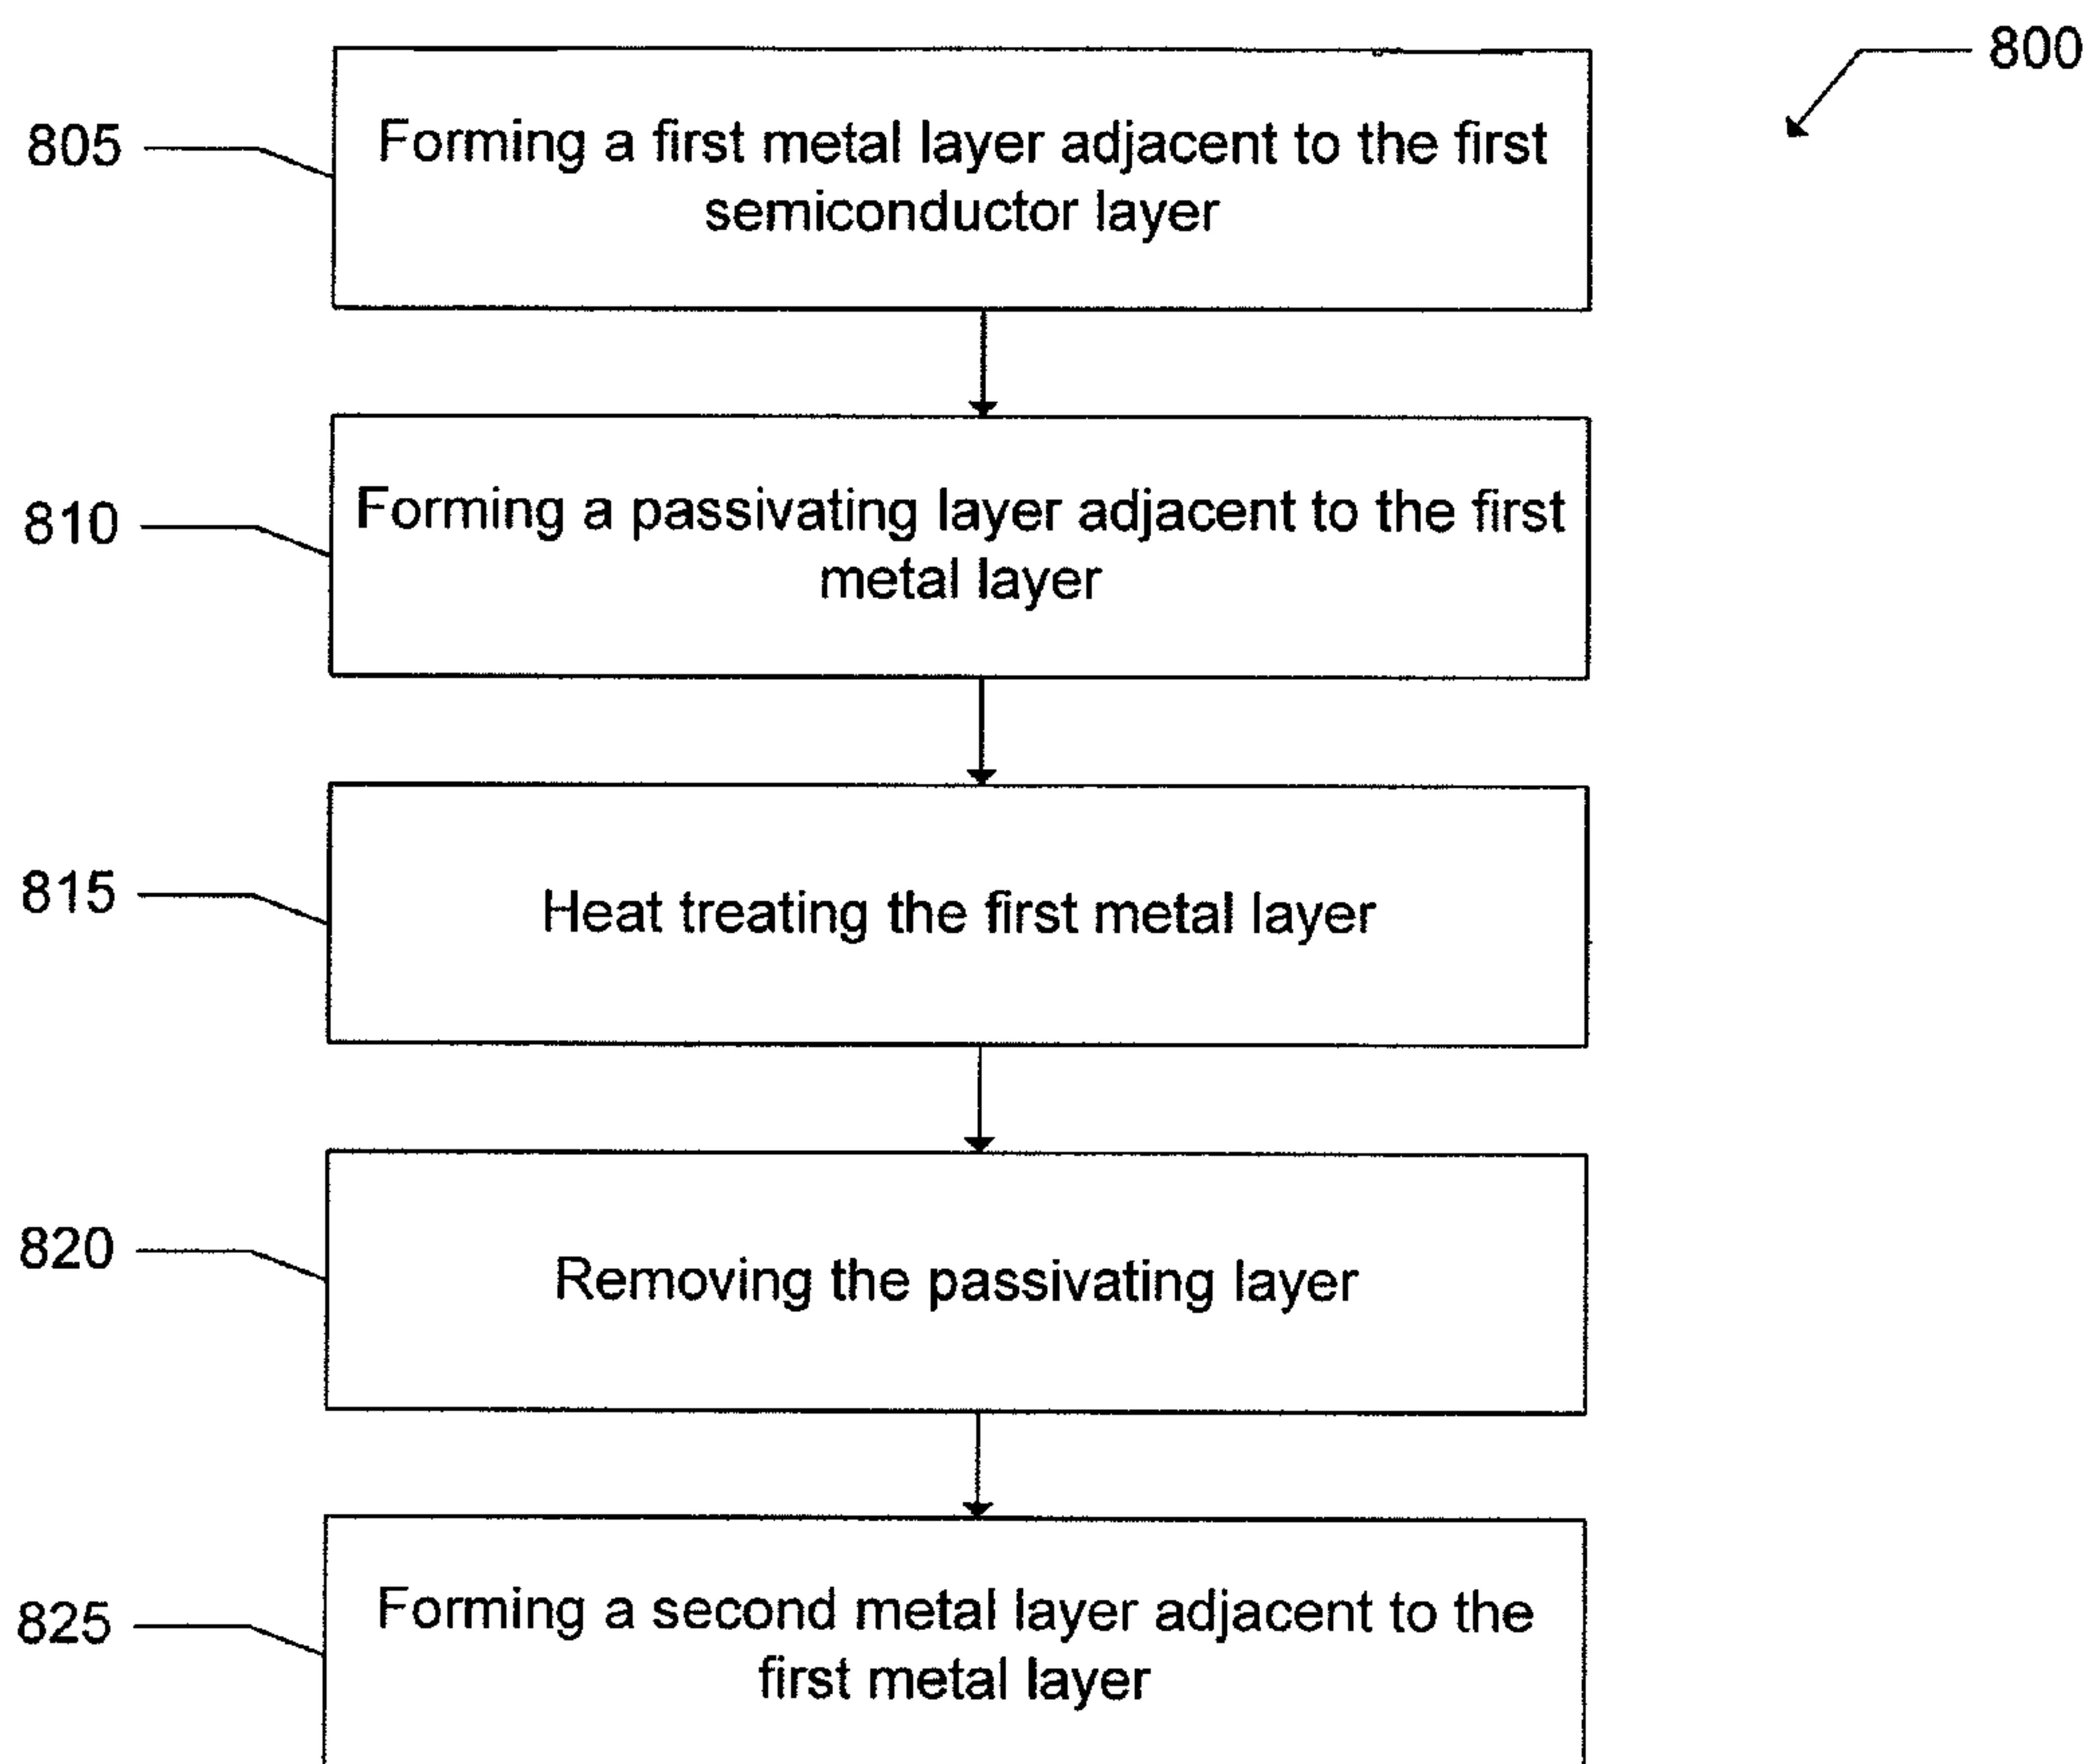 800
805
Forming a first metal layer adjacent to the first
semiconductor layer
810
Forming a passivating layer adjacent to the first
metal layer
815
Heat treating the first metal layer
820
Removing the passivating layer
825
Forming a second metal layer adjacent to the
first metal layer